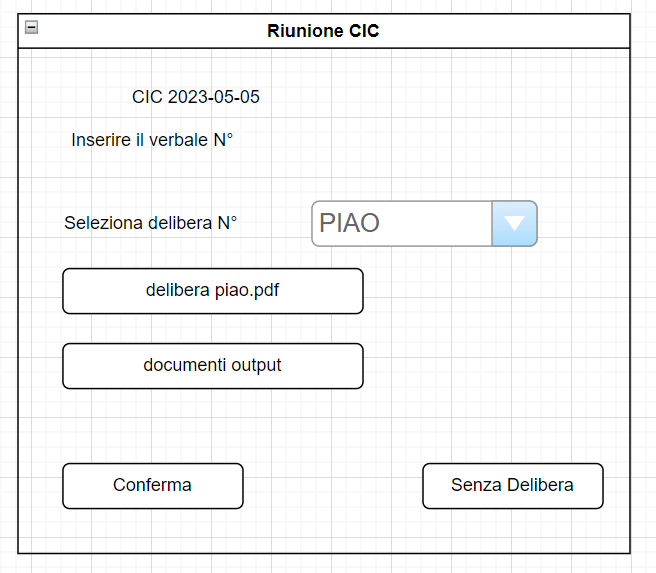 Riunione CIC
CIC 2023-05-05
Inserire il verbale N°
Seleziona delibera N°
PIAO
delibera piao.pdf
documenti output
Conferma
Senza Delibera